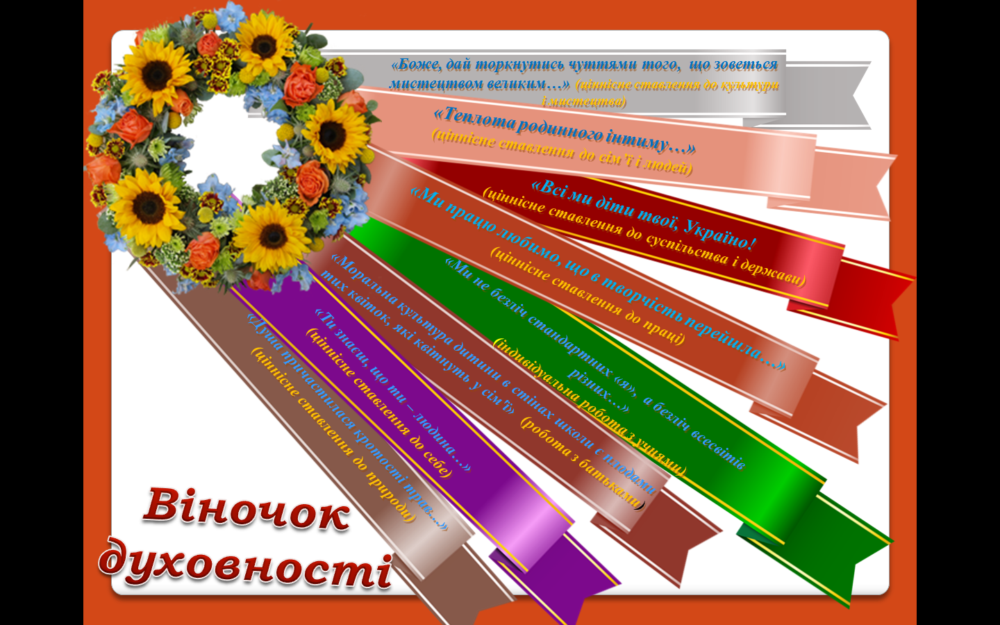 «Боже, дай торкнутись чуттями того, що зоветься
мистецтвом великим…» (ціннісне ставлення до культура
і мистецтва)
«Теплота родинного інтиму…»
(ціннісне ставлення до сім'ї і людей)
«Всі ми діти твої, Україно!
(ціннісне ставлення до суспільства і держави)
«Ми працю любимо, що в творчість перейшла…»
(ціннісне ставлення до праці)
«Ми не безліч стандартних «я», а безліч всесвітів
різних…»
(індивідуальна робота з учнями)
«Моральна культура дитини в стінах школи є плодами
тих квіток, які квітнуть у сім'ї» (робота з батьками)
«Ти знаєш, що ти – людина…»
(ціннісне ставлення до себе)
«Душа причастилася кротості трав…»
(ціннісне ставлення до природи)
Віночок
духовності